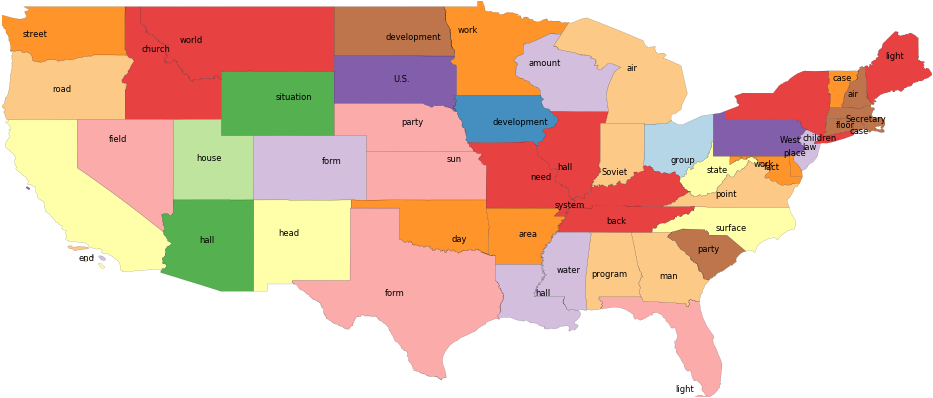 street
church
world
development
work
U.S.
amount
air
light
case
air
road
situation
development
party
floor
Secretary
case
field
house
form
sun
need
hall
Soviet
group
West
children
law
place
work
fact
state
point
system
back
surface
hall
head
day
area
party
end
form
hall
water
program
man
light